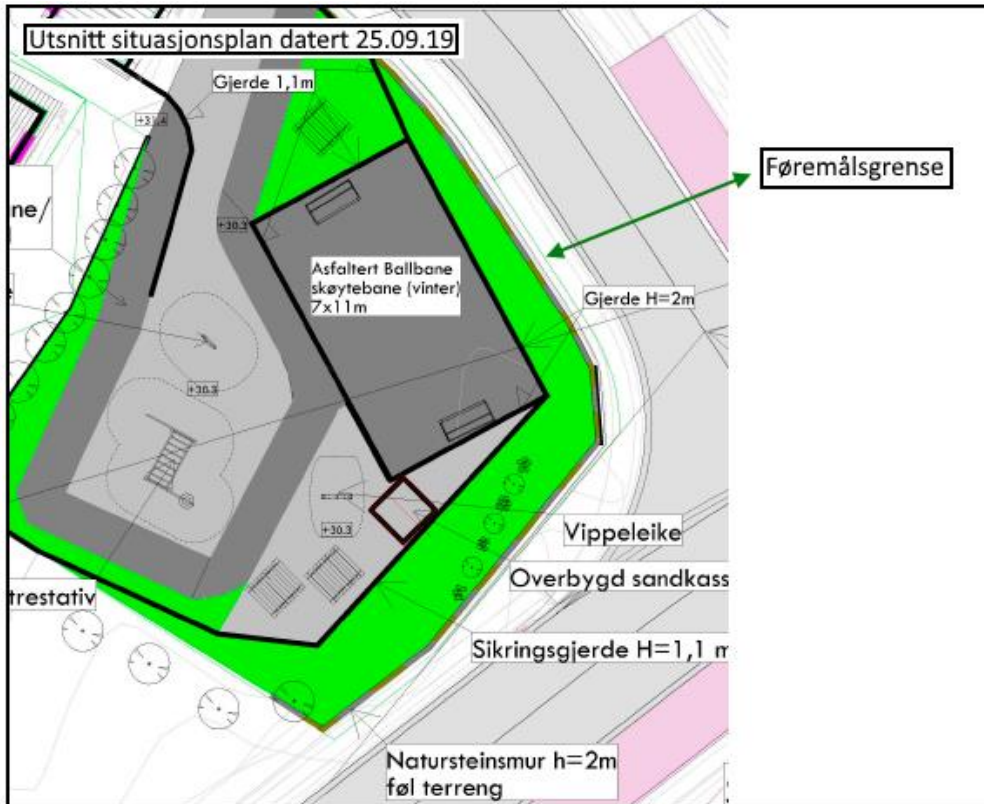 Utsnitt situasjonsplan datert 25.09.19
Gjerde 1,1m
Føremålsgrense
ne/
+30.3
Asfaltert Ballbane
skøytebane (vinter)
7x11m
Gjerde H=2m
+30.3
+30.3
Vippeleike
Overbygd sandkass
trestativ
Sikringsgjerde H=1,1 m
Natursteinsmur h=2m
føl terreng